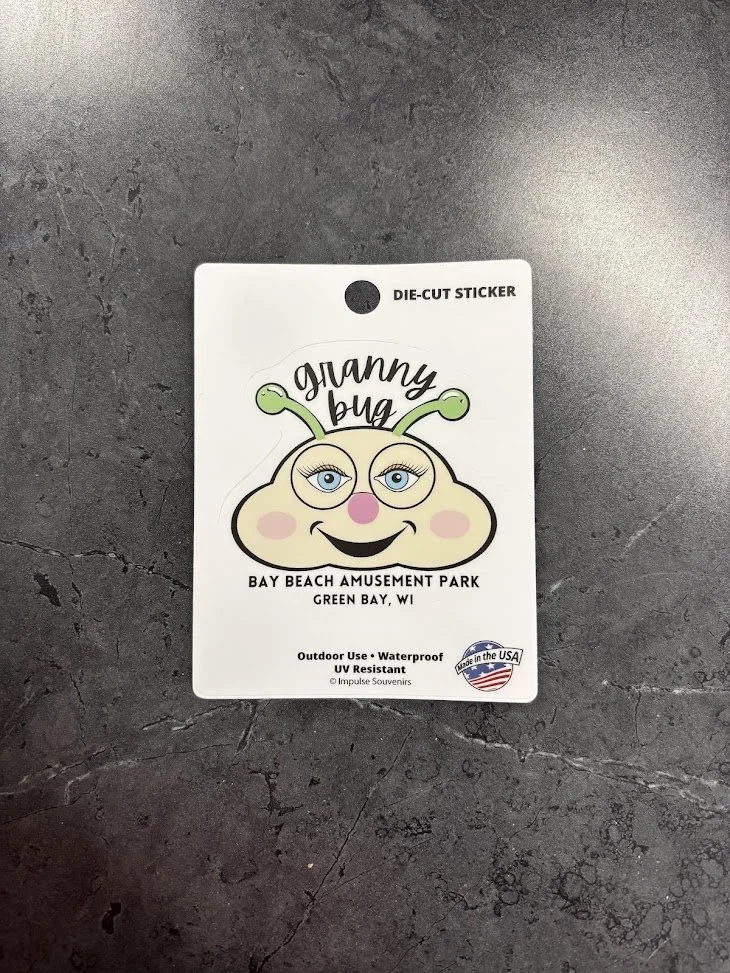 DIE-CUT STICKER
granny
bug
BAY BEACH AMUSEMENT PARK
GREEN BAY, WI
Outdoor Use • Waterproof
UV Resistant
© Impulse Souvenirs
Made in the USA